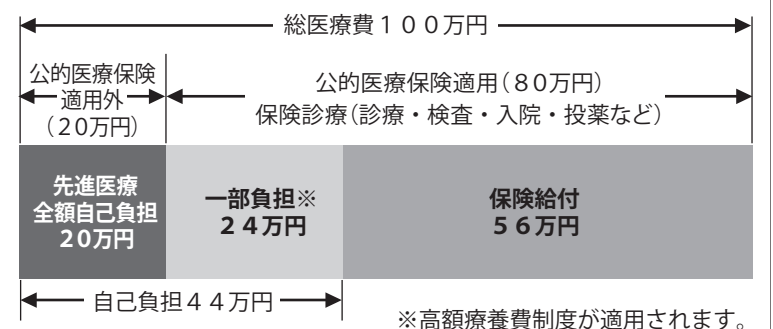 総医療費１００万円
公的医療保険
適用外
（20万円）
公的医療保険適用（８０万円）
保険診療（診療・検査・入院・投薬など）
先進医療
全額自己負担
20万円
一部負担※
２４万円
保険給付
５６万円
自己負担４４万円
※高額療養費制度が適用されます。